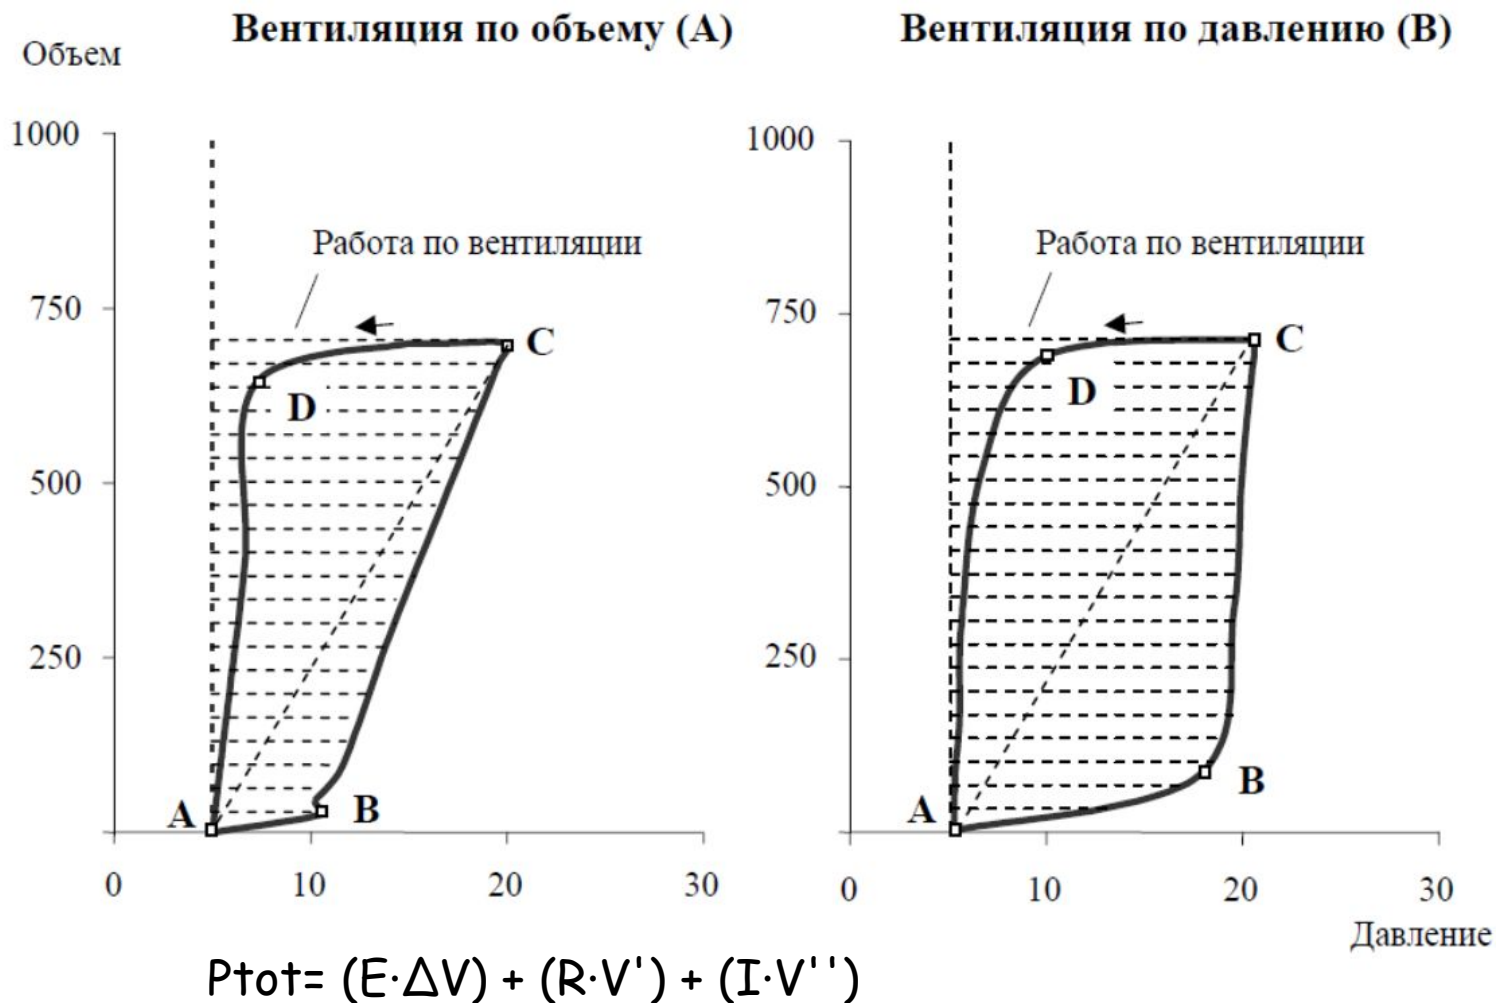 Вентиляция по объему (А)
Объем
1000
Работа по вентиляции
750
C
D
500
250
A
B
0
10
20
30
Вентиляция по давлению (В)
1000
Работа по вентиляции
750
C
D
500
250
B
A
0
10
20
30
Давление
Ptot= (E·ΔV) + (R·V') + (I·V'')